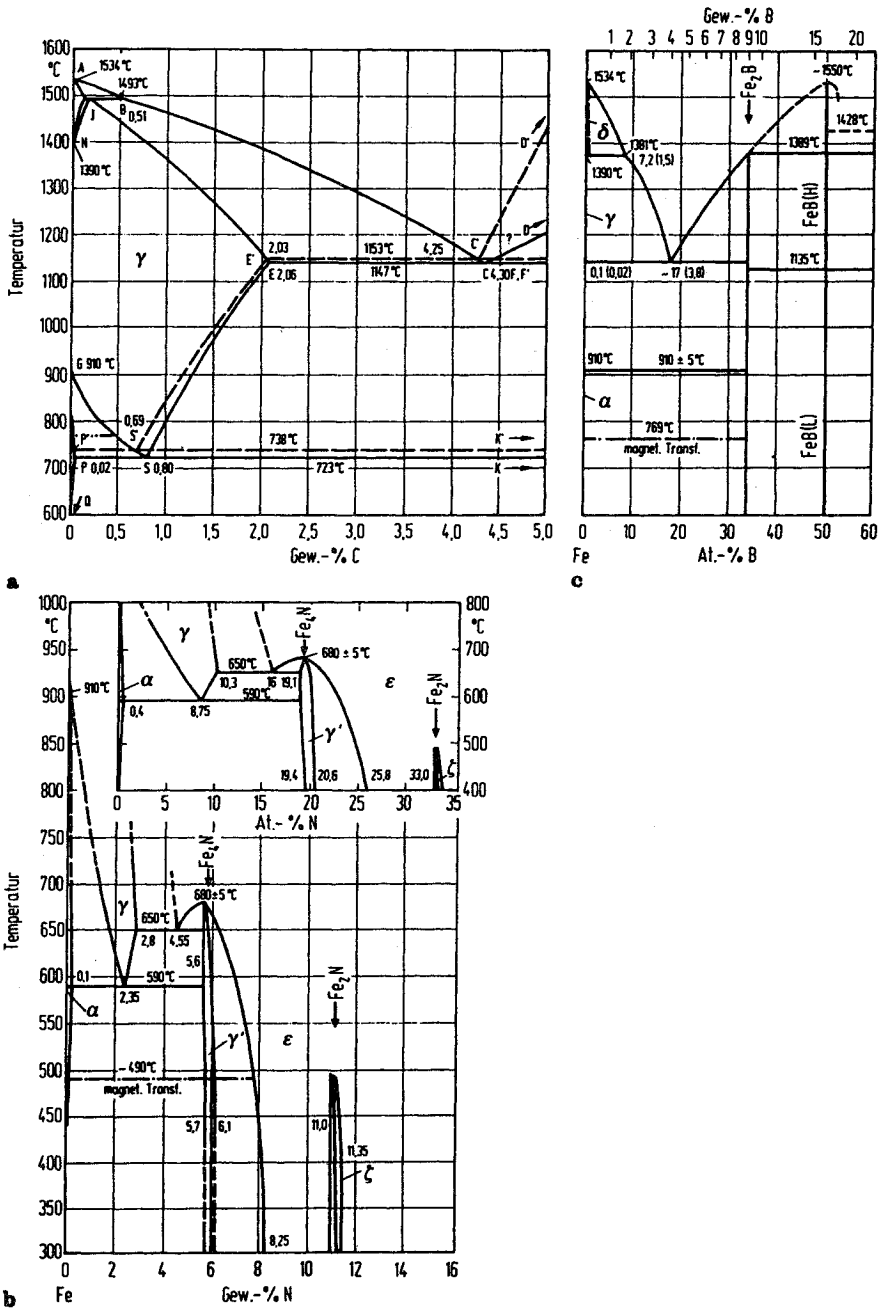 1600
°C
A
1534°C
1493°C
1500
J
B 0,51
N
1400
1390°C
1300
D'
1200
C'
?
D
2,03
1153°C
4,25
E'
γ
1147°C
E 2,06
C 4,30 F, F'
1100
1000
G 910 °C
900
800
0,69
P'
S'
738°C
K'
700
P 0,02
S 0,80
723°C
K
Q
600
0 0,5 1,0 1,5 2,0 2,5 3,0 3,5 4,0 4,5 5,0
Gew.-% C
Temperatur
a
Gew.-% B
1 2 3 4 5 6 7 8 9 10 15 20
Fe₂B
1534°C
~1550°C
δ
1428°C
1381°C
7,2 (1,5)
1389°C
1390°C
γ
FeB(H)
0,1 (0,02)
~17 (3,8)
1135°C
910°C
910 ± 5°C
α
769°C
magnet. Transf.
FeB(L)
0 10 20 30 40 50 60
Fe
At.-% B
c
1000
°C
950
900
850
800
750
700
650
600
550
500
450
400
350
300
Temperatur
910°C
800
°C
700
600
500
400
γ
Fe₄N
680 ± 5°C
650°C
α
10,3
16
19,1
ε
590°C
0,4
8,75
Fe₂N
γ'
19,4
20,6
25,8
33,0
ζ
0 5 10 15 20 25 30 35
At.-% N
Fe₄N
680±5°C
γ
650°C
2,8
4,55
5,6
0,1
590°C
2,35
α
Fe₂N
γ'
ε
~490°C
magnet. Transf.
5,7
6,1
11,0
11,35
ζ
8,25
0 2 4 6 8 10 12 14 16
Fe
Gew.-% N
b